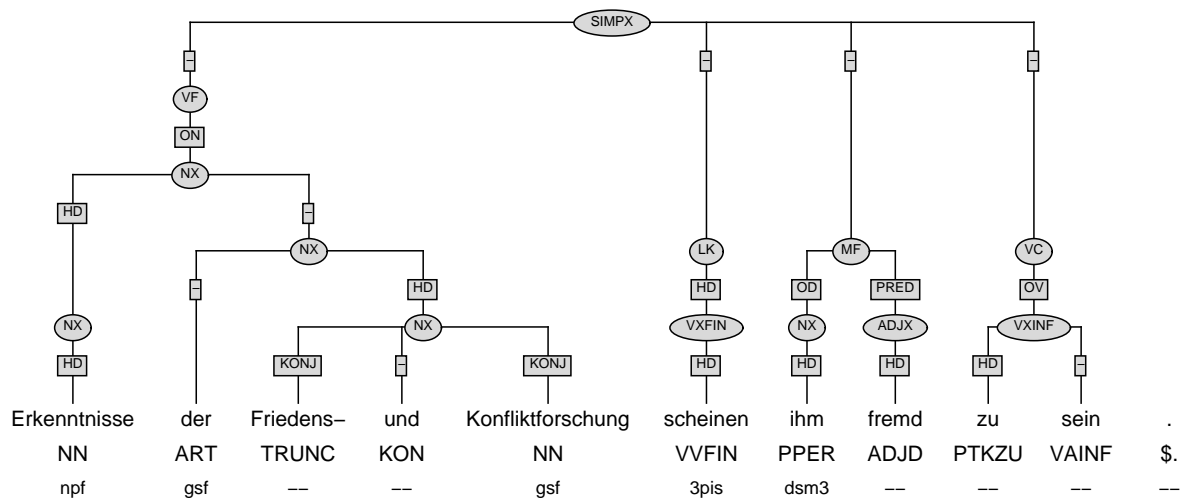 SIMPX
– – – –
VF
ON
NX
HD –
NX LK MF VC
– HD HD OD PRED OV
NX NX VXFIN NX ADJX VXINF
HD KONJ – KONJ HD HD HD HD –
Erkenntnisse der Friedens– und Konfliktforschung scheinen ihm fremd zu sein .
NN ART TRUNC KON NN VVFIN PPER ADJD PTKZU VAINF $.
npf gsf –– –– gsf 3pis dsm3 –– –– –– ––